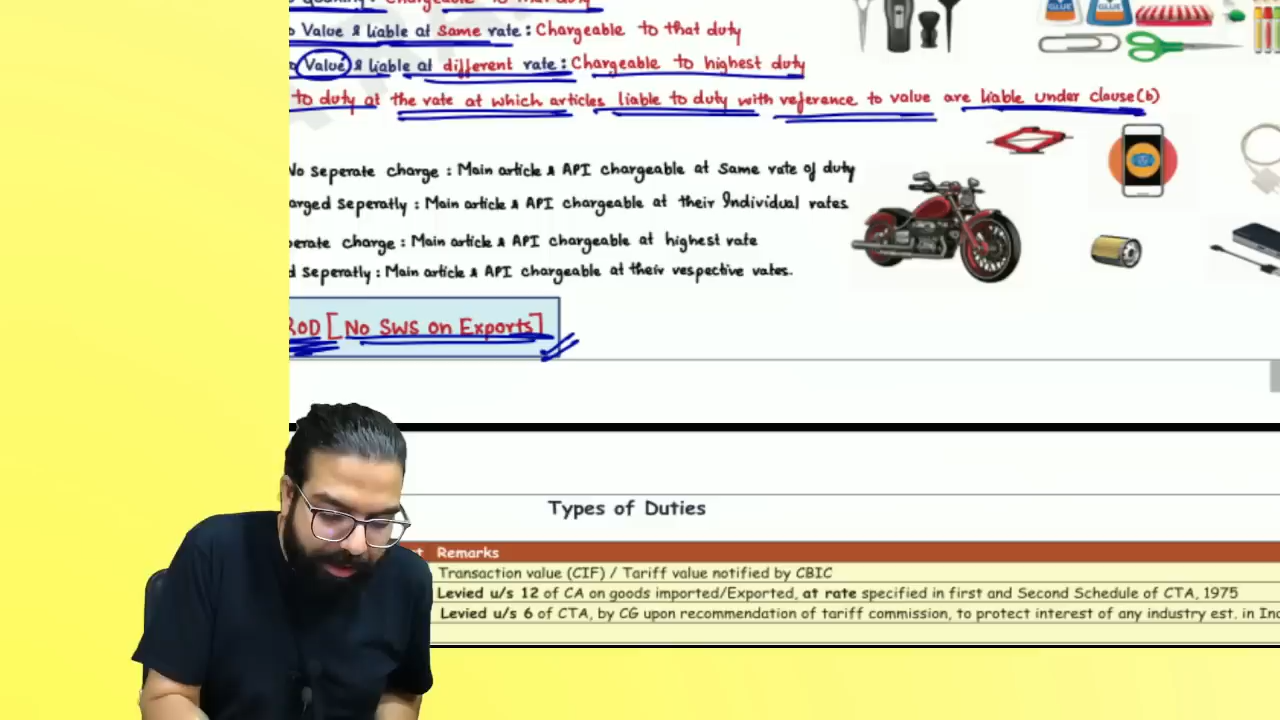 Value & liable at same rate : Chargeable to that duty
Value & liable at different rate : Chargeable to highest duty
to duty at the rate at which articles liable to duty with reference to value are liable under clause(b)
No seperate charge : Main article & API chargeable at Same rate of duty
arged Seperatly : Main article & API chargeable at their Individual rates
erate charge : Main article & API chargeable at highest rate
d Seperatly : Main article & API chargeable at their respective rates.
RoD [No SWS on Exports]
Types of Duties
t Remarks
Transaction value (CIF) / Tariff value notified by CBIC
Levied u/s 12 of CA on goods imported/Exported, at rate specified in first and Second Schedule of CTA, 1975
Levied u/s 6 of CTA, by CG upon recommendation of tariff commission, to protect interest of any industry est. in